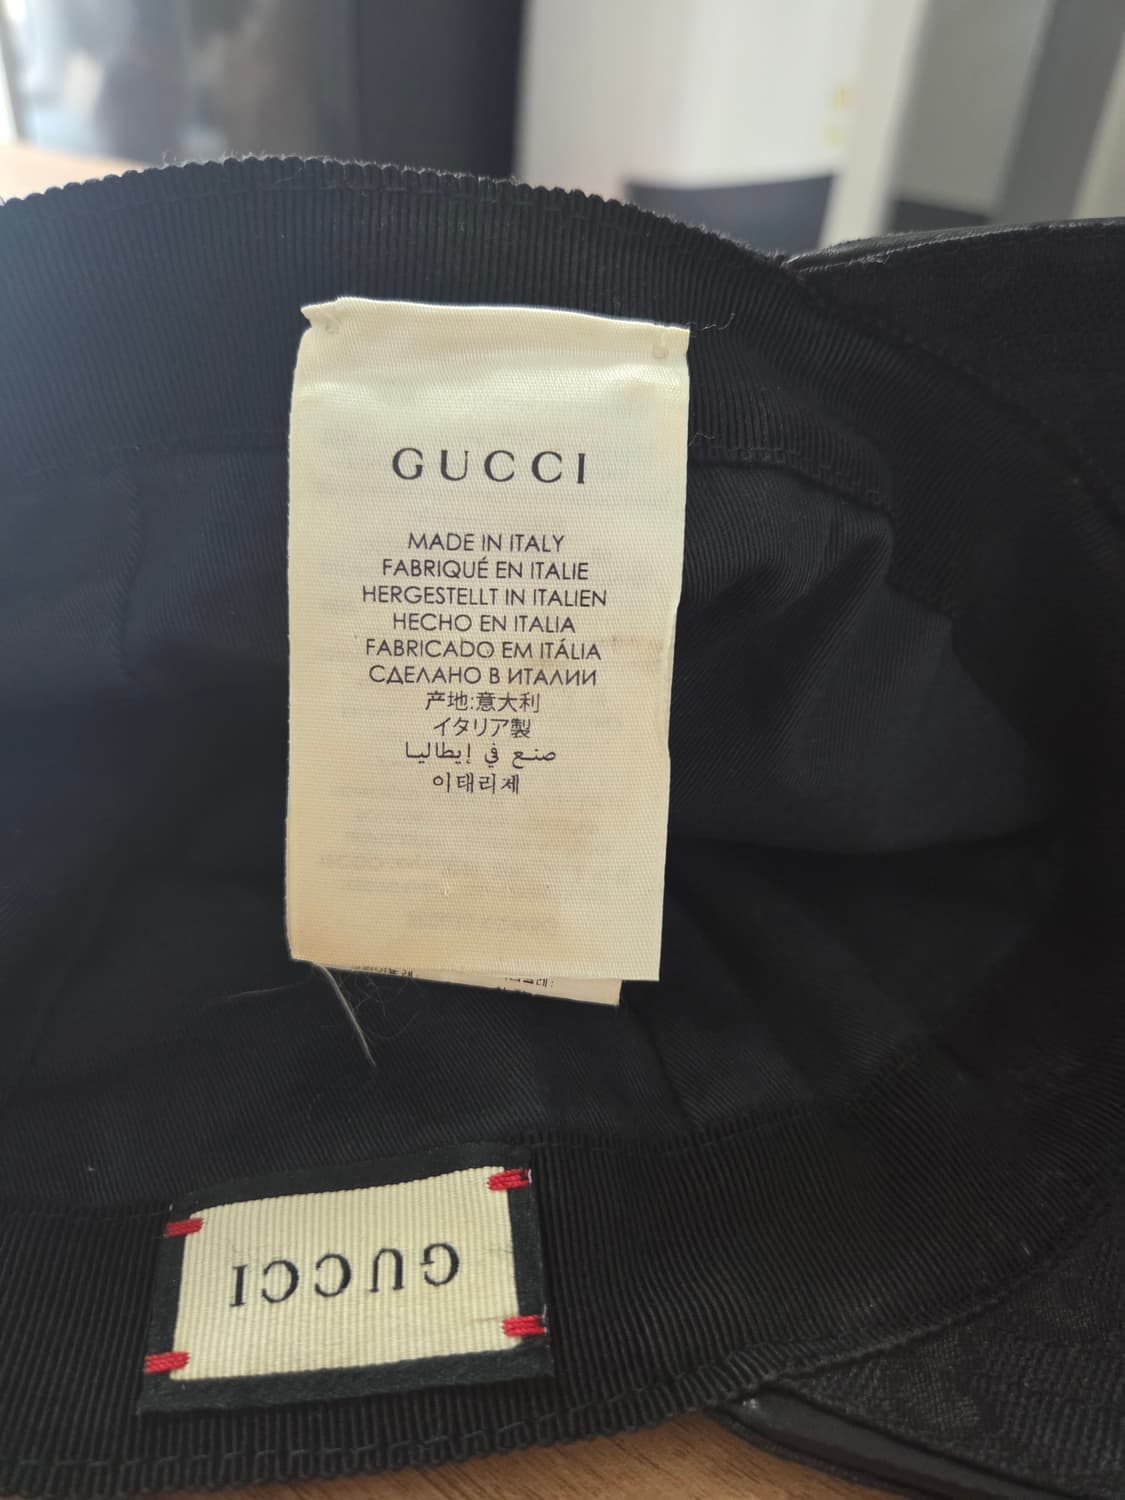 GUCCI
MADE IN ITALY
FABRIQUÉ EN ITALIE
HERGESTELLT IN ITALIEN
HECHO EN ITALIA
FABRICADO EM ITÁLIA
СДЕЛАНО В ИТАЛИИ
产地:意大利
イタリア製
صنع في إيطاليا
이태리제
GUCCI